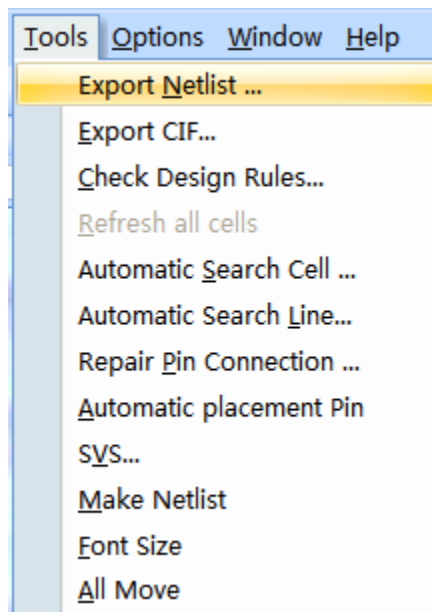 Tools Options Window Help
Export Netlist ...
Export CIF...
Check Design Rules...
Refresh all cells
Automatic Search Cell ...
Automatic Search Line...
Repair Pin Connection ...
Automatic placement Pin
SVS...
Make Netlist
Font Size
All Move